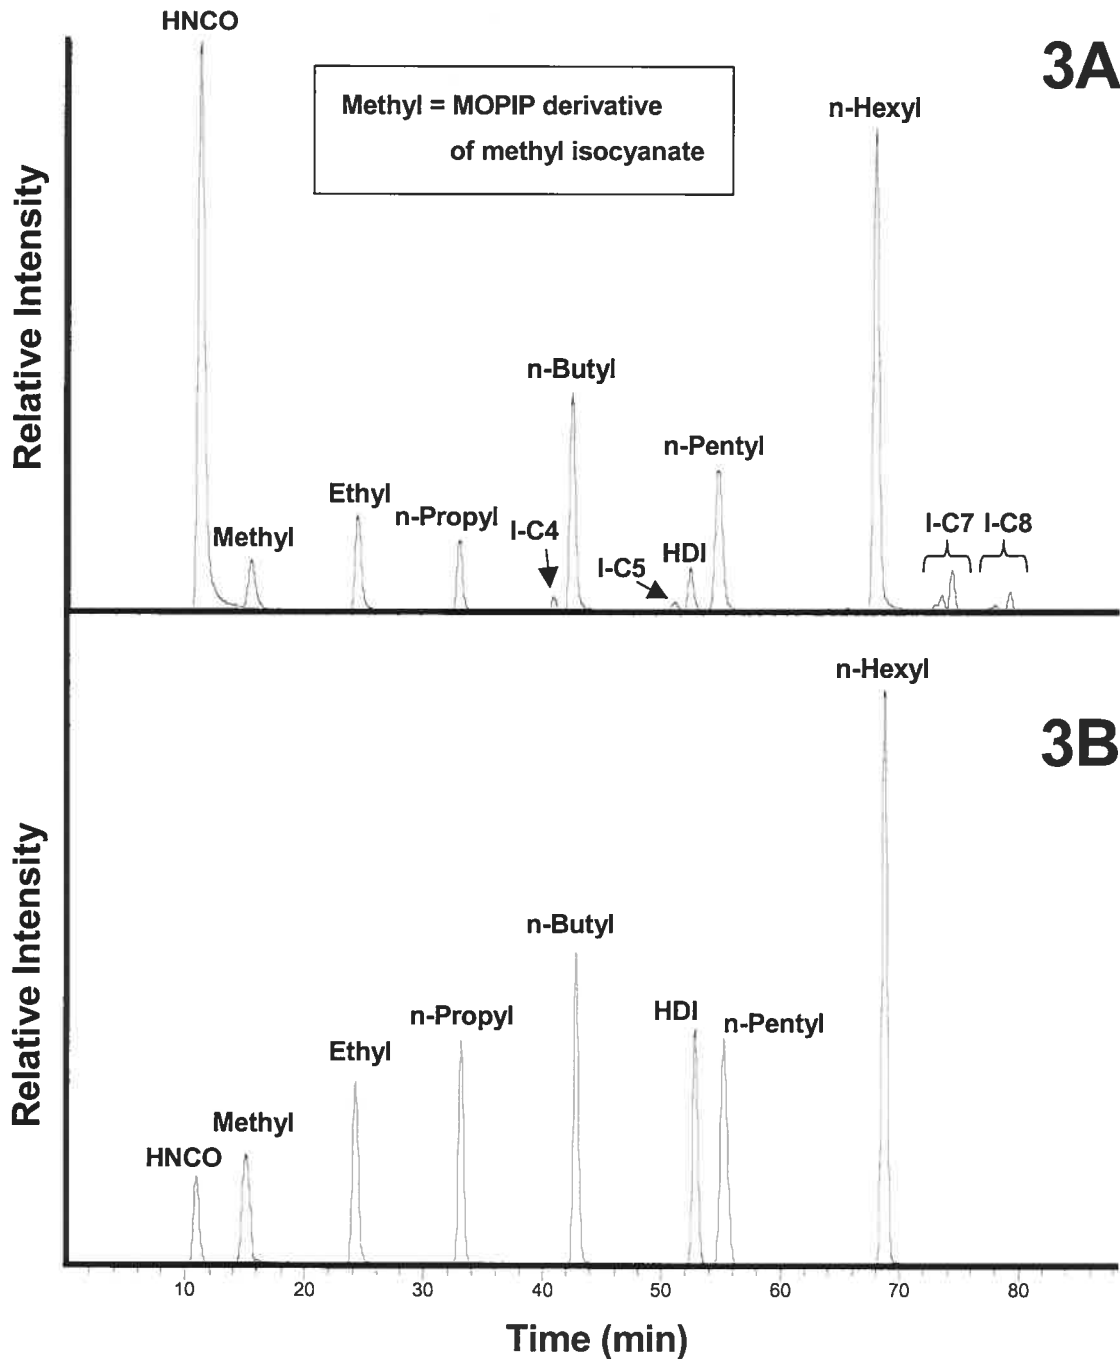 HNCO
3A
Methyl = MOPIP derivative
of methyl isocyanate
n-Hexyl
Relative Intensity
n-Butyl
n-Pentyl
Ethyl
n-Propyl
I-C4
Methyl
I-C5
HDI
I-C7
I-C8
n-Hexyl
3B
Relative Intensity
n-Butyl
n-Propyl
HDI
n-Pentyl
Ethyl
Methyl
HNCO
10 20 30 40 50 60 70 80
Time (min)